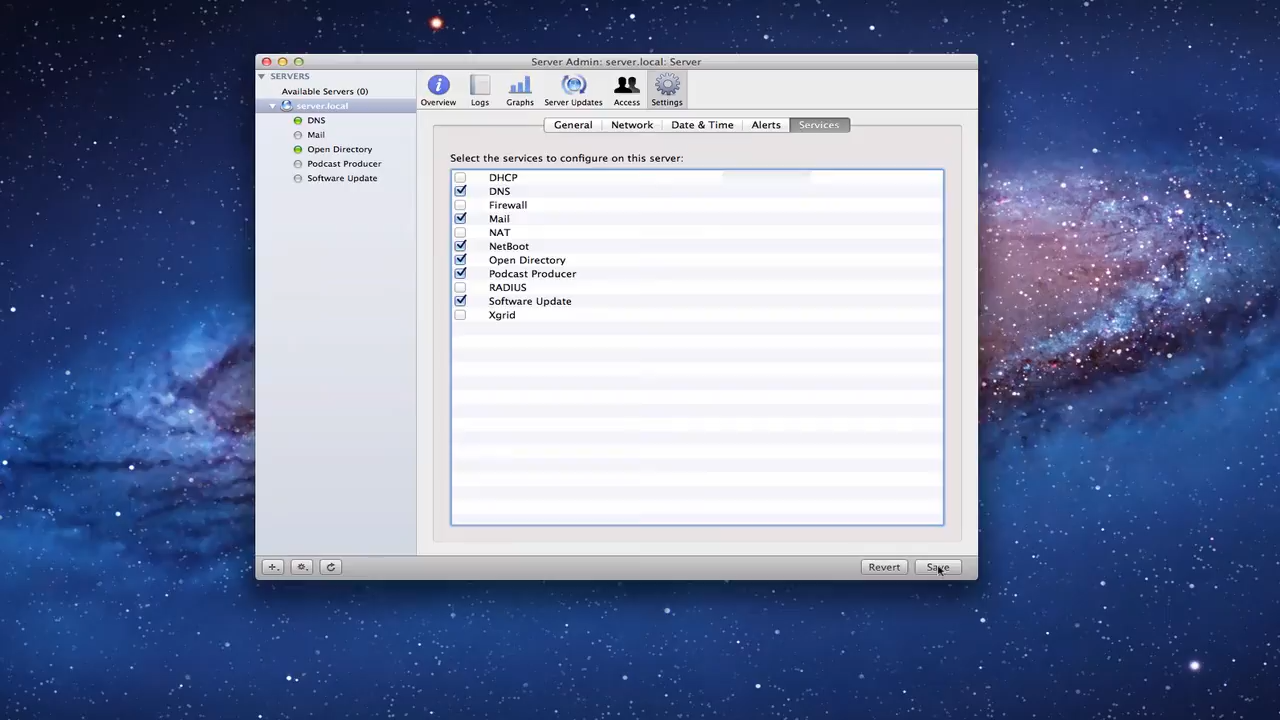 Server Admin: server.local: Server
SERVERS
Available Servers (0)
server.local
DNS
Mail
Open Directory
Podcast Producer
Software Update
Overview
Logs
Graphs
Server Updates
Access
Settings
General
Network
Date & Time
Alerts
Services
Select the services to configure on this server:
DHCP
DNS
Firewall
Mail
NAT
NetBoot
Open Directory
Podcast Producer
RADIUS
Software Update
Xgrid
Revert
Save